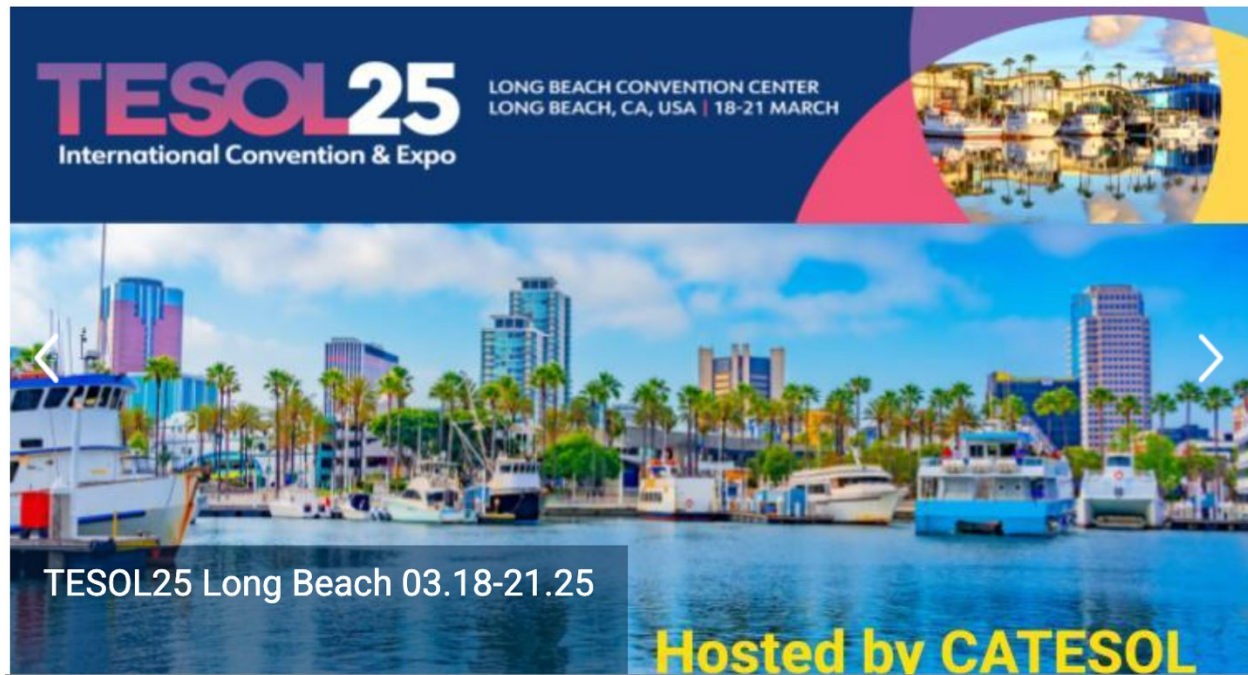 TESOL25
International Convention & Expo
LONG BEACH CONVENTION CENTER
LONG BEACH, CA, USA | 18-21 MARCH
TESOL25 Long Beach 03.18-21.25
Hosted by CATESOL